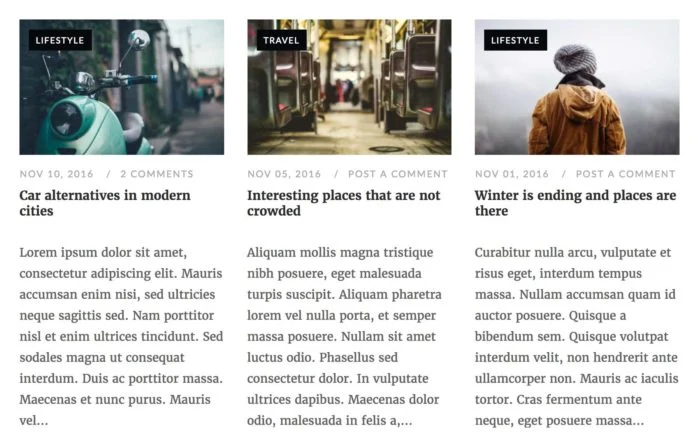 LIFESTYLE
NOV 10, 2016 / 2 COMMENTS
Car alternatives in modern
cities
Lorem ipsum dolor sit amet,
consectetur adipiscing elit. Mauris
accumsan enim nisi, sed ultricies
neque sagittis sed. Nam porttitor
nisl et enim ultrices tincidunt. Sed
sodales magna ut consequat
interdum. Duis ac porttitor massa.
Maecenas et nunc purus. Mauris
vel...
TRAVEL
NOV 05, 2016 / POST A COMMENT
Interesting places that are not
crowded
Aliquam mollis magna tristique
nibh posuere, eget malesuada
turpis suscipit. Aliquam pharetra
lorem vel nulla porta, et semper
massa posuere. Nullam sit amet
luctus odio. Phasellus sed
consectetur dolor. In vulputate
ultrices dapibus. Maecenas dolor
odio, malesuada in felis a,...
LIFESTYLE
NOV 01, 2016 / POST A COMMENT
Winter is ending and places are
there
Curabitur nulla arcu, vulputate et
risus eget, interdum tempus
massa. Nullam accumsan quam id
auctor posuere. Quisque a
bibendum sem. Quisque volutpat
interdum velit, non hendrerit ante
ullamcorper non. Mauris ac iaculis
tortor. Cras fermentum ante
neque, eget posuere massa...